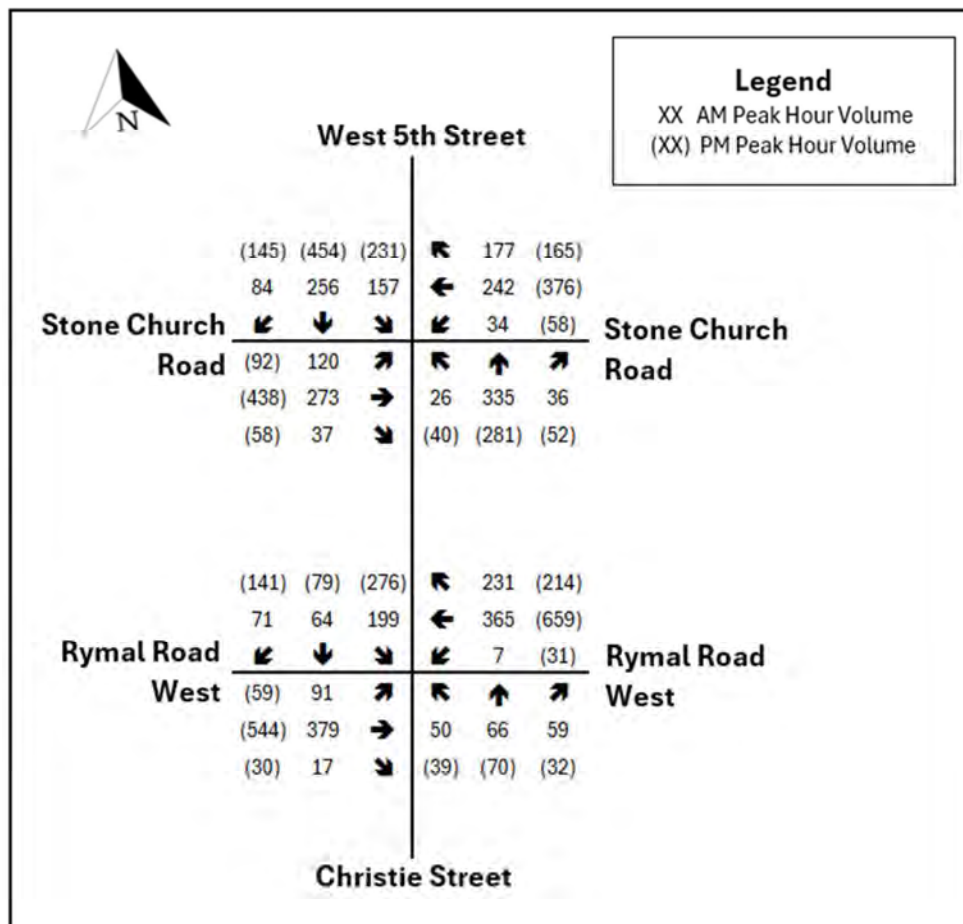 Legend
XX AM Peak Hour Volume
(XX) PM Peak Hour Volume
N
West 5th Street
(145) (454) (231) 177 (165)
84 256 157 242 (376)
Stone Church 34 (58) Stone Church
Road (92) 120 Road
(438) 273 26 335 36
(58) 37 (40) (281) (52)
(141) (79) (276) 231 (214)
71 64 199 365 (659)
Rymal Road 7 (31) Rymal Road
West (59) 91 West
(544) 379 50 66 59
(30) 17 (39) (70) (32)
Christie Street